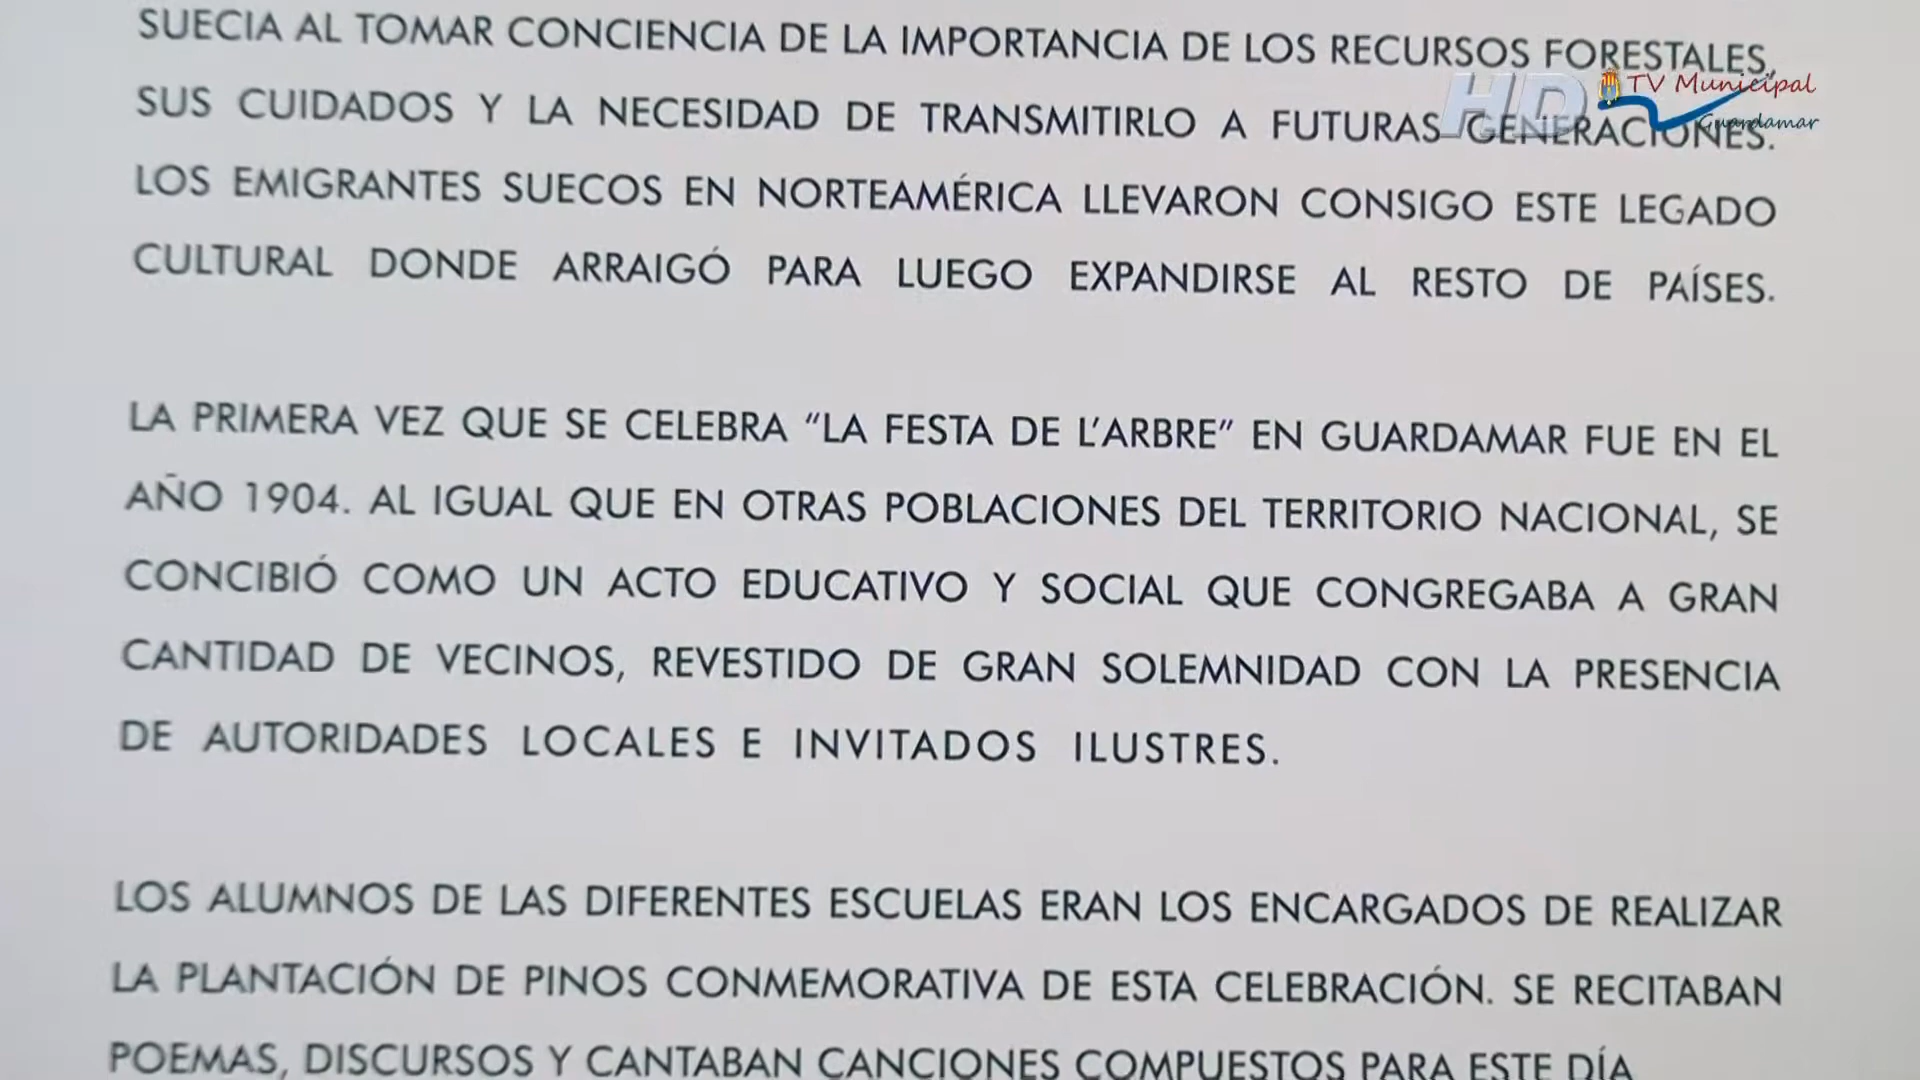 SUECIA AL TOMAR CONCIENCIA DE LA IMPORTANCIA DE LOS RECURSOS FORESTALES,
SUS CUIDADOS Y LA NECESIDAD DE TRANSMITIRLO A FUTURAS GENERACIONES.
LOS EMIGRANTES SUECOS EN NORTEAMÉRICA LLEVARON CONSIGO ESTE LEGADO
CULTURAL DONDE ARRAIGÓ PARA LUEGO EXPANDIRSE AL RESTO DE PAÍSES.
LA PRIMERA VEZ QUE SE CELEBRA “LA FESTA DE L’ARBRE” EN GUARDAMAR FUE EN EL
AÑO 1904. AL IGUAL QUE EN OTRAS POBLACIONES DEL TERRITORIO NACIONAL, SE
CONCIBIÓ COMO UN ACTO EDUCATIVO Y SOCIAL QUE CONGREGABA A GRAN
CANTIDAD DE VECINOS, REVESTIDO DE GRAN SOLEMNIDAD CON LA PRESENCIA
DE AUTORIDADES LOCALES E INVITADOS ILUSTRES.
LOS ALUMNOS DE LAS DIFERENTES ESCUELAS ERAN LOS ENCARGADOS DE REALIZAR
LA PLANTACIÓN DE PINOS CONMEMORATIVA DE ESTA CELEBRACIÓN. SE RECITABAN
POEMAS, DISCURSOS Y CANTABAN CANCIONES COMPUESTOS PARA ESTE DÍA
HD
TV Municipal
Guardamar